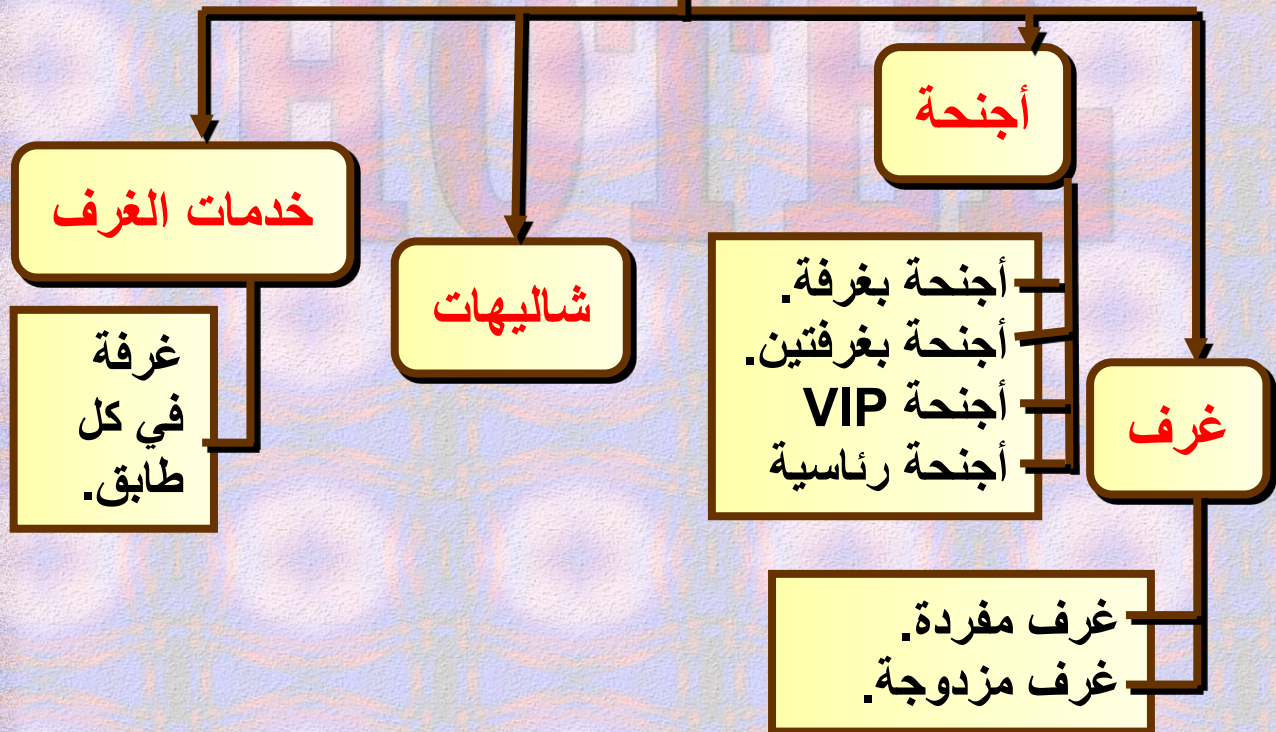 HOTEL
أجنحة
أجنحة بغرفة.
أجنحة بغرفتين.
أجنحة VIP
أجنحة رئاسية
غرف
غرف مفردة.
غرف مزدوجة.
شاليهات
خدمات الغرف
غرفة
في كل
طابق.